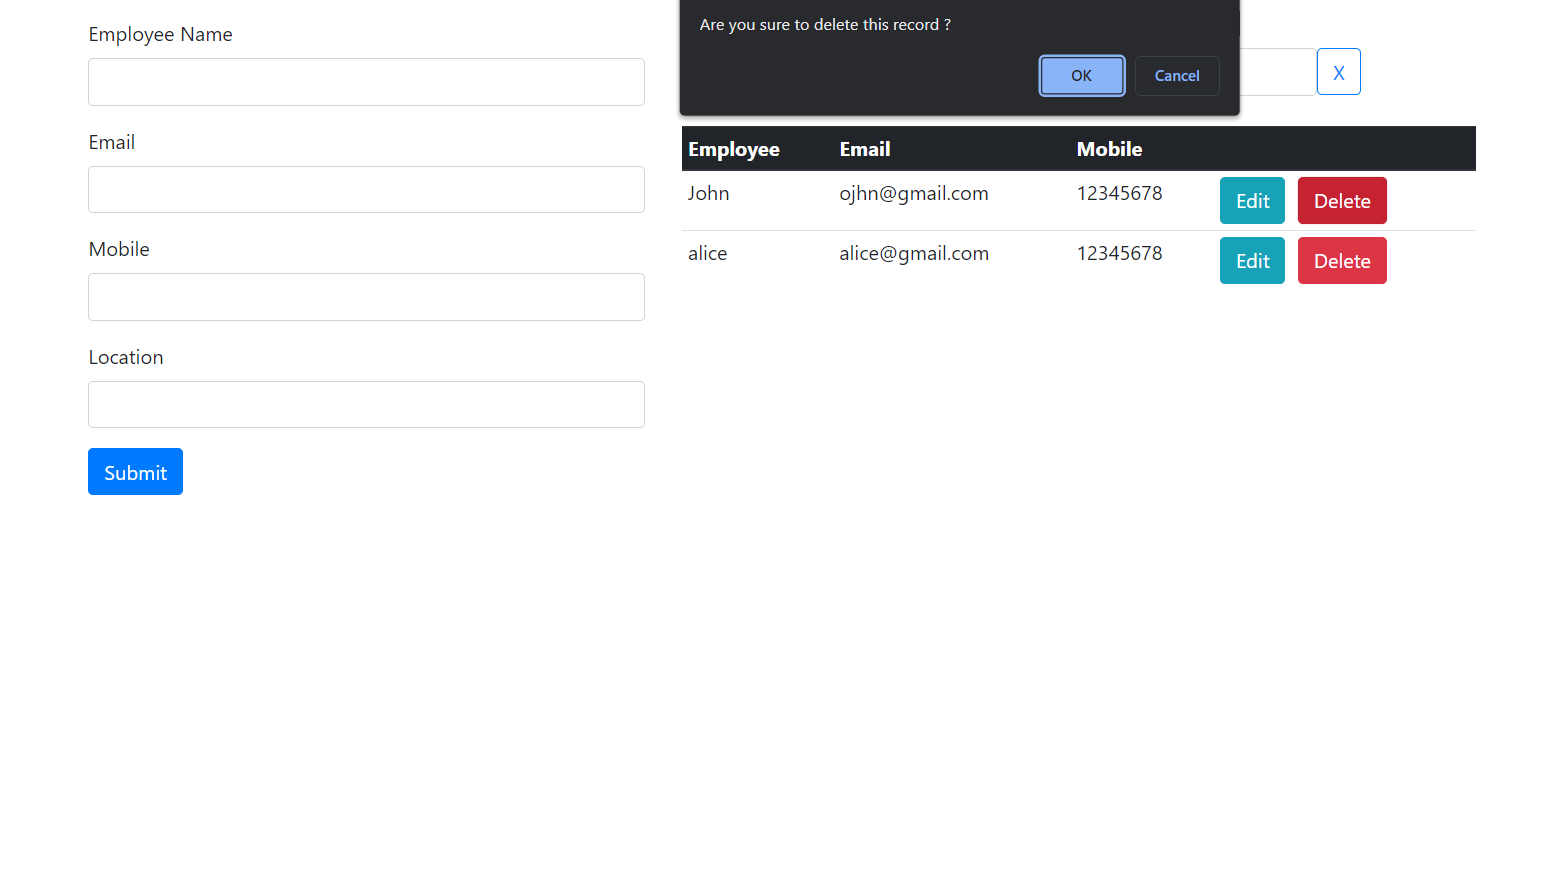 Employee Name
Email
Mobile
Location
Submit
Are you sure to delete this record ?
OK Cancel
X
Employee Email Mobile
John ojhn@gmail.com 12345678 Edit Delete
alice alice@gmail.com 12345678 Edit Delete